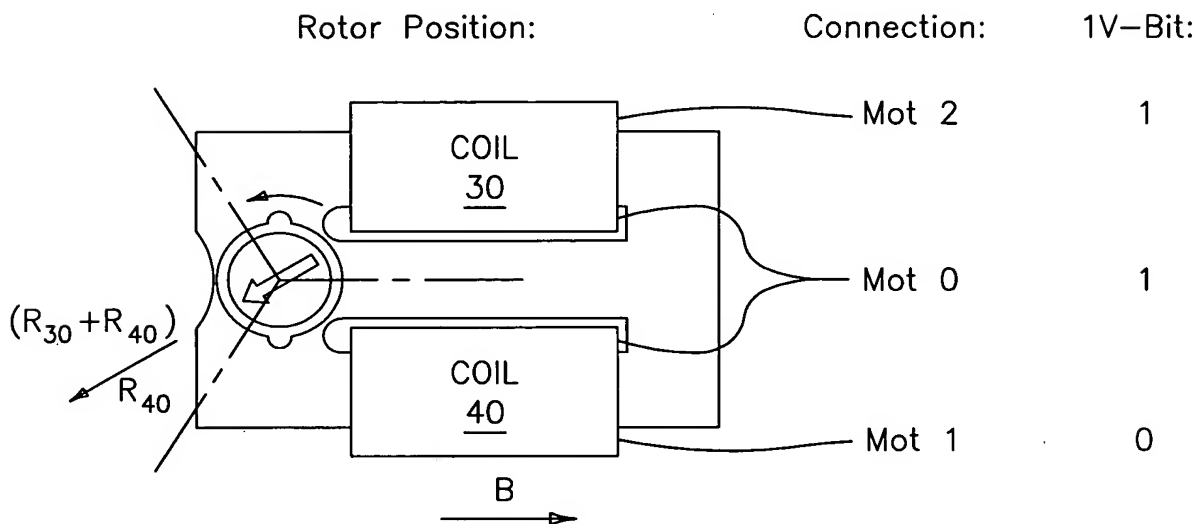 Rotor Position: Connection: 1V-Bit:
COIL
30
Mot 2 1
Mot 0 1
(R30+R40)
R40
COIL
40
Mot 1 0
B